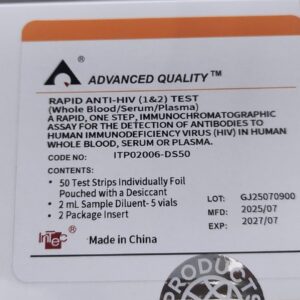 ADVANCED QUALITY™
RAPID ANTI-HIV (1&2) TEST
(Whole Blood/Serum/Plasma)
A RAPID, ONE STEP, IMMUNOCHROMATOGRAPHIC
ASSAY FOR THE DETECTION OF ANTIBODIES TO
HUMAN IMMUNODEFICIENCY VIRUS (HIV) IN HUMAN
WHOLE BLOOD, SERUM OR PLASMA.
CODE NO: ITP02006-DS50
CONTENTS:
• 50 Test Strips Individually Foil
Pouched with a Desiccant
• 2 mL Sample Diluent- 5 vials
• 2 Package Insert
LOT: GJ25070900
MFD: 2025/07
EXP: 2027/07
InTec® Made in China
PRODUCTS